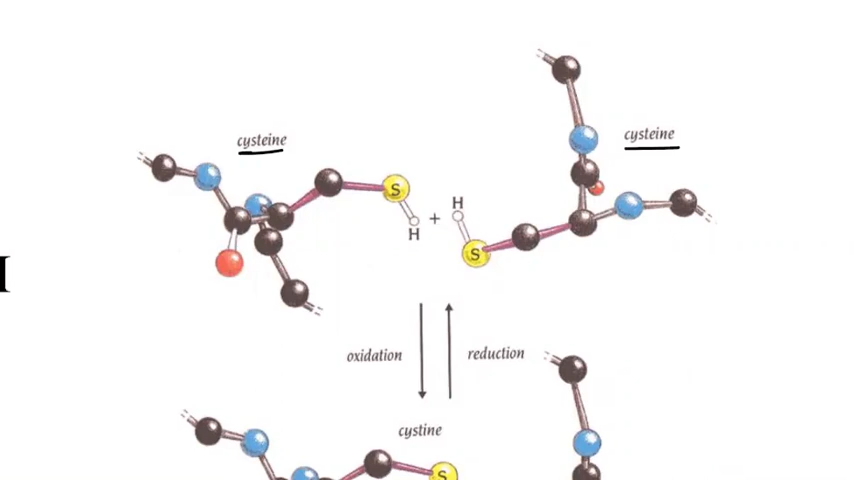 cysteine
cysteine
S
H
+
H
S
oxidation
reduction
cystine
S